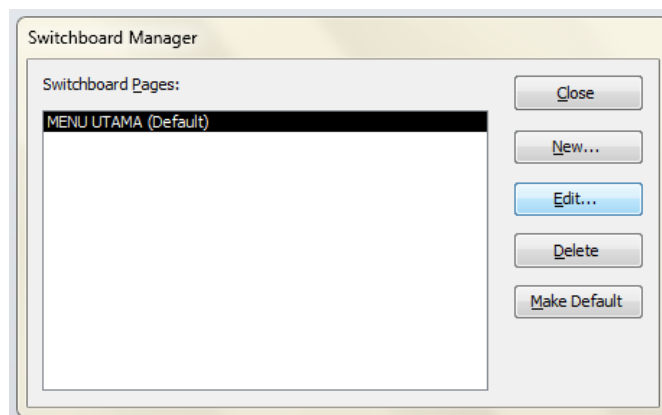 Switchboard Manager
Switchboard Pages:
MENU UTAMA (Default)
Close
New...
Edit...
Delete
Make Default